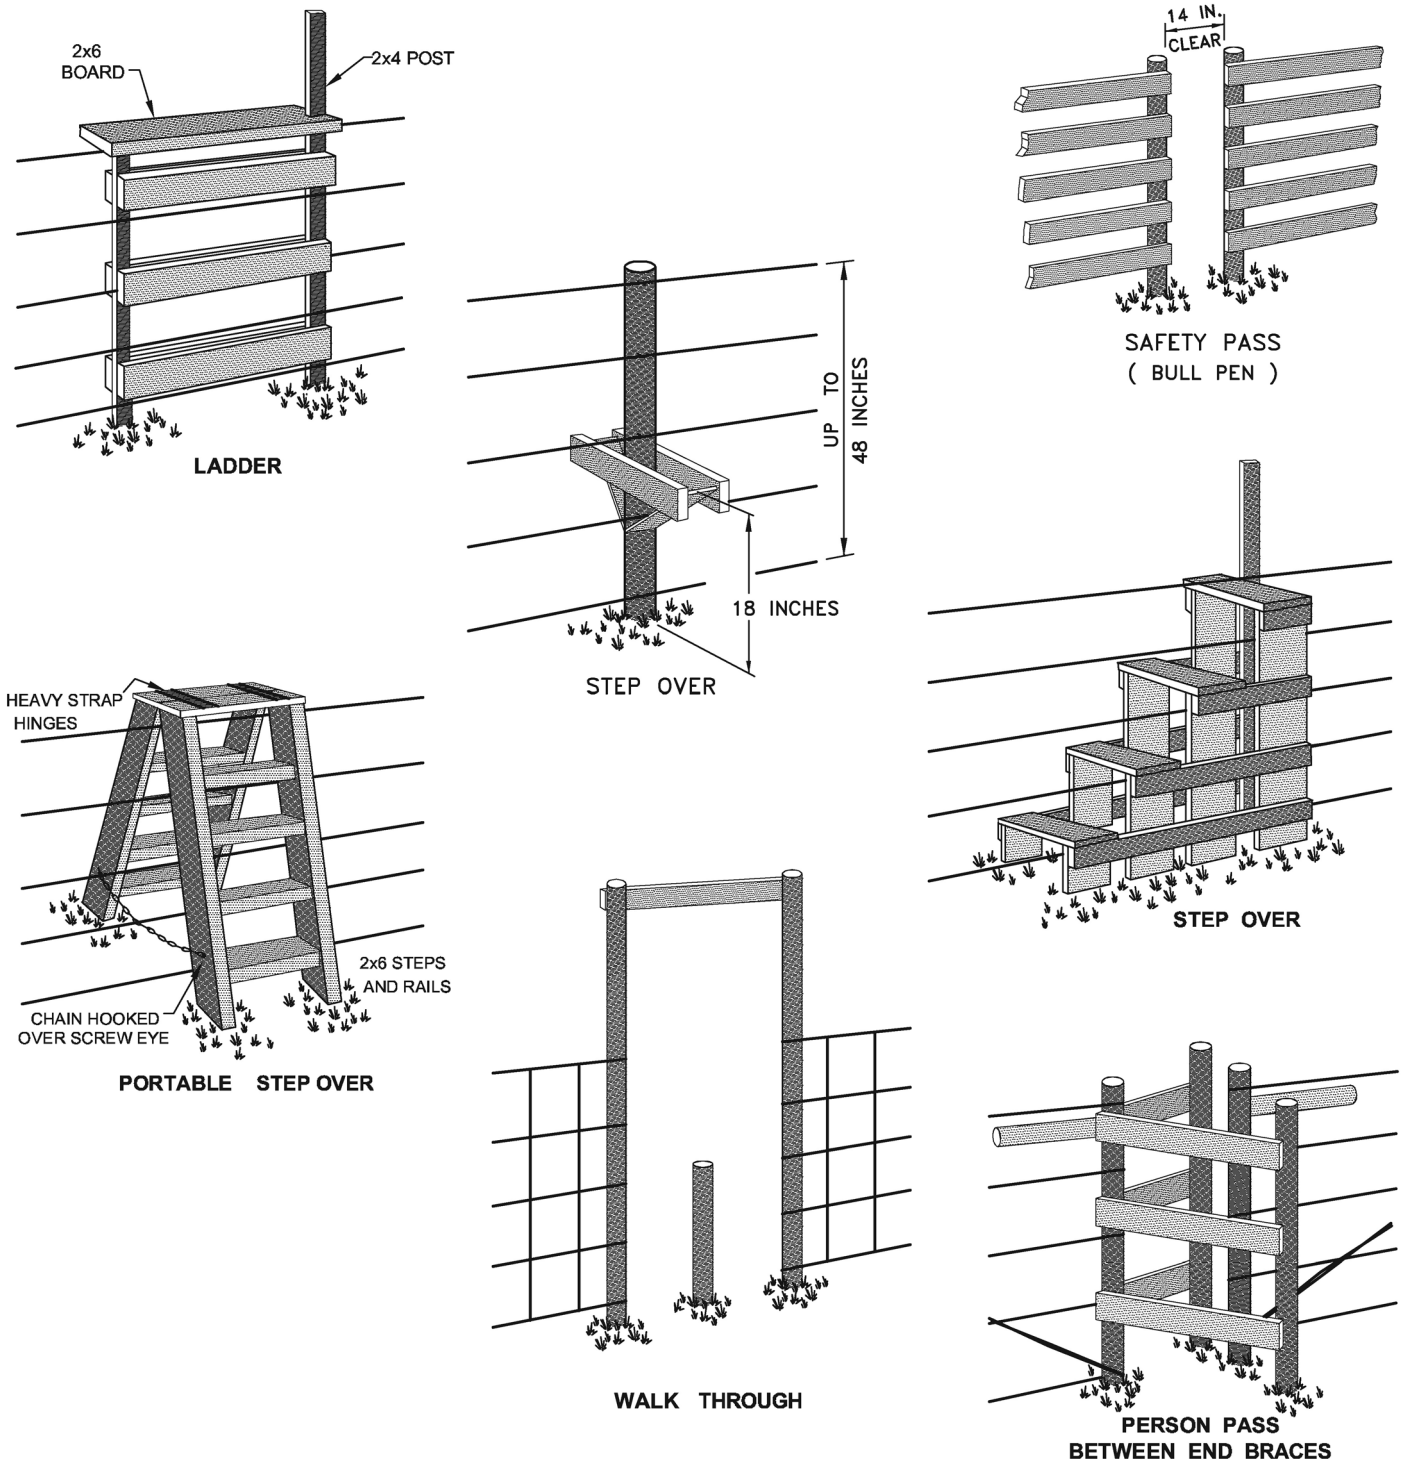 2x6
BOARD
2x4 POST
LADDER
14 IN.
CLEAR
SAFETY PASS
( BULL PEN )
UP TO
48 INCHES
18 INCHES
STEP OVER
STEP OVER
HEAVY STRAP
HINGES
2x6 STEPS
AND RAILS
CHAIN HOOKED
OVER SCREW EYE
PORTABLE STEP OVER
WALK THROUGH
PERSON PASS
BETWEEN END BRACES